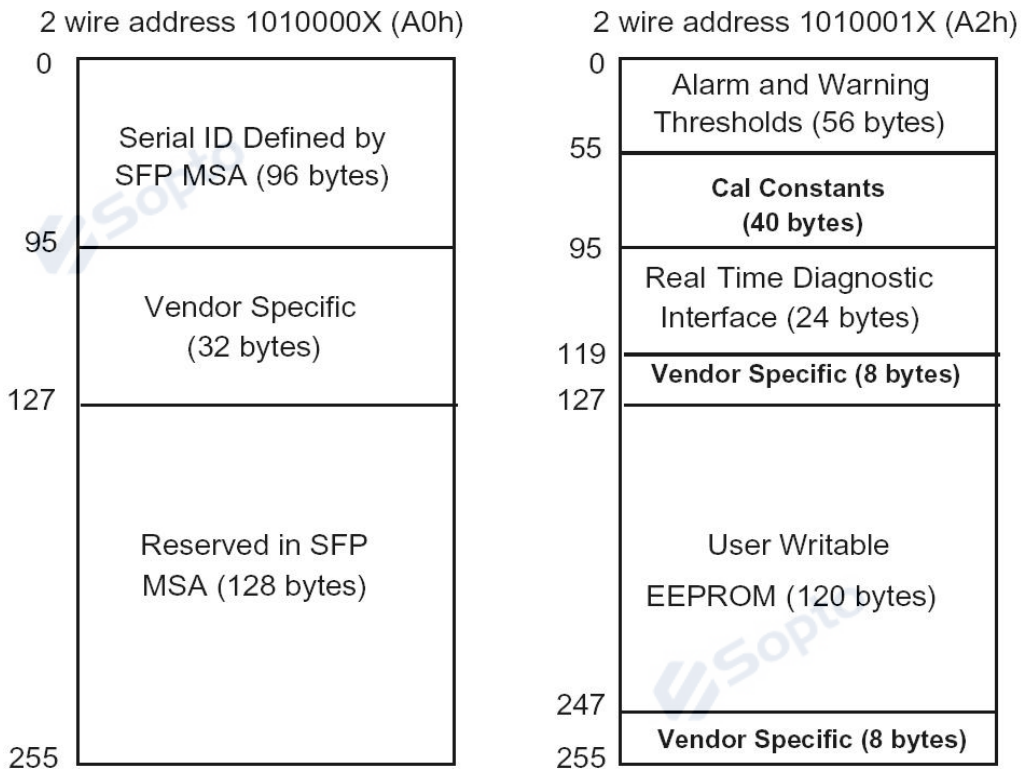 2 wire address 1010000X (A0h)
0
Serial ID Defined by
SFP MSA (96 bytes)
95
Vendor Specific
(32 bytes)
127
Reserved in SFP
MSA (128 bytes)
255
Sopto
2 wire address 1010001X (A2h)
0
Alarm and Warning
Thresholds (56 bytes)
55
Cal Constants
(40 bytes)
95
Real Time Diagnostic
Interface (24 bytes)
119
Vendor Specific (8 bytes)
127
User Writable
EEPROM (120 bytes)
247
Vendor Specific (8 bytes)
255
Sopto